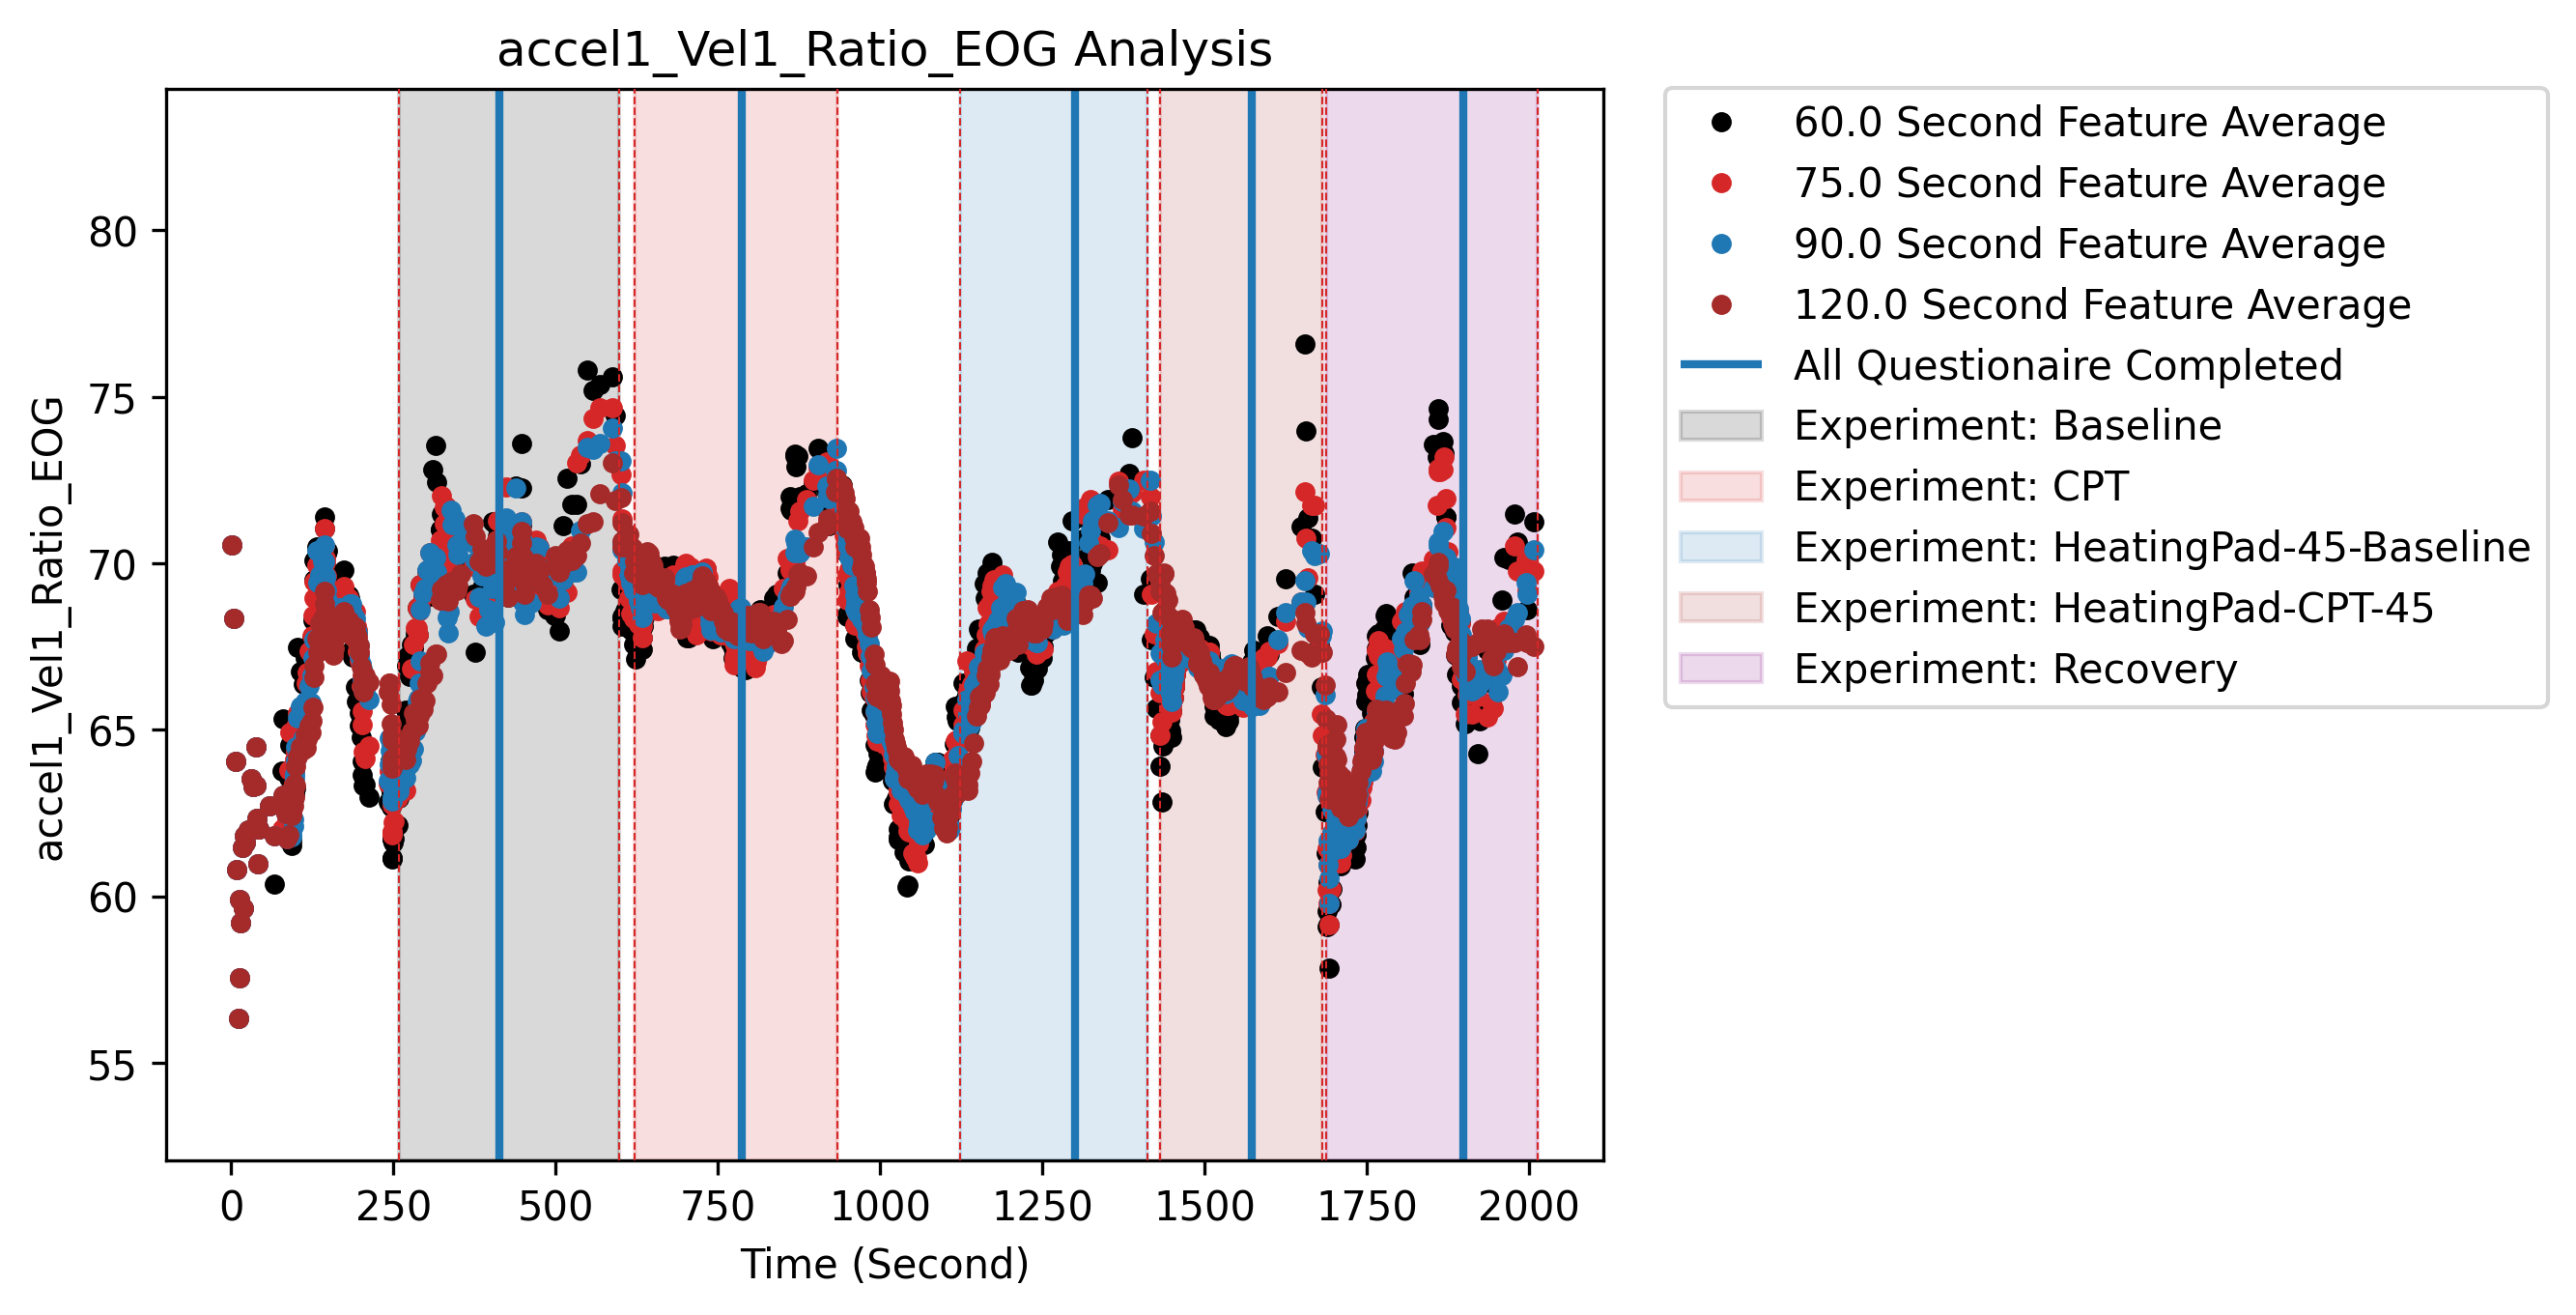 accel1_Vel1_Ratio_EOG Analysis
accel1_Vel1_Ratio_EOG
80
75
70
65
60
55
0 250 500 750 1000 1250 1500 1750 2000
Time (Second)
60.0 Second Feature Average
75.0 Second Feature Average
90.0 Second Feature Average
120.0 Second Feature Average
All Questionaire Completed
Experiment: Baseline
Experiment: CPT
Experiment: HeatingPad-45-Baseline
Experiment: HeatingPad-CPT-45
Experiment: Recovery